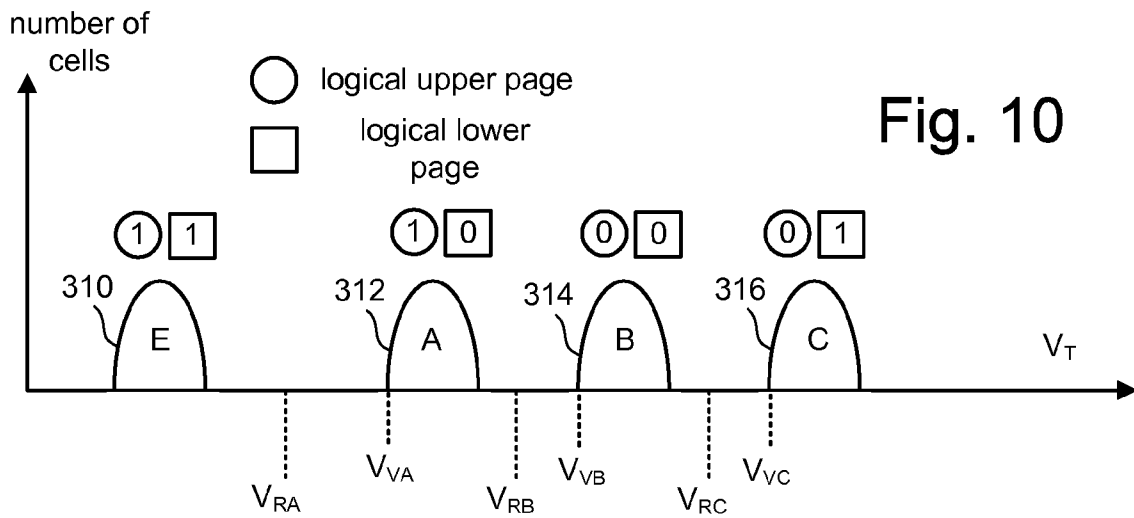 number of
cells
logical upper page
logical lower
page
Fig. 10
1 1
1 0
0 0
0 1
310
312
314
316
E
A
B
C
VT
VRA
VVA
VRB
VVB
VRC
VVC